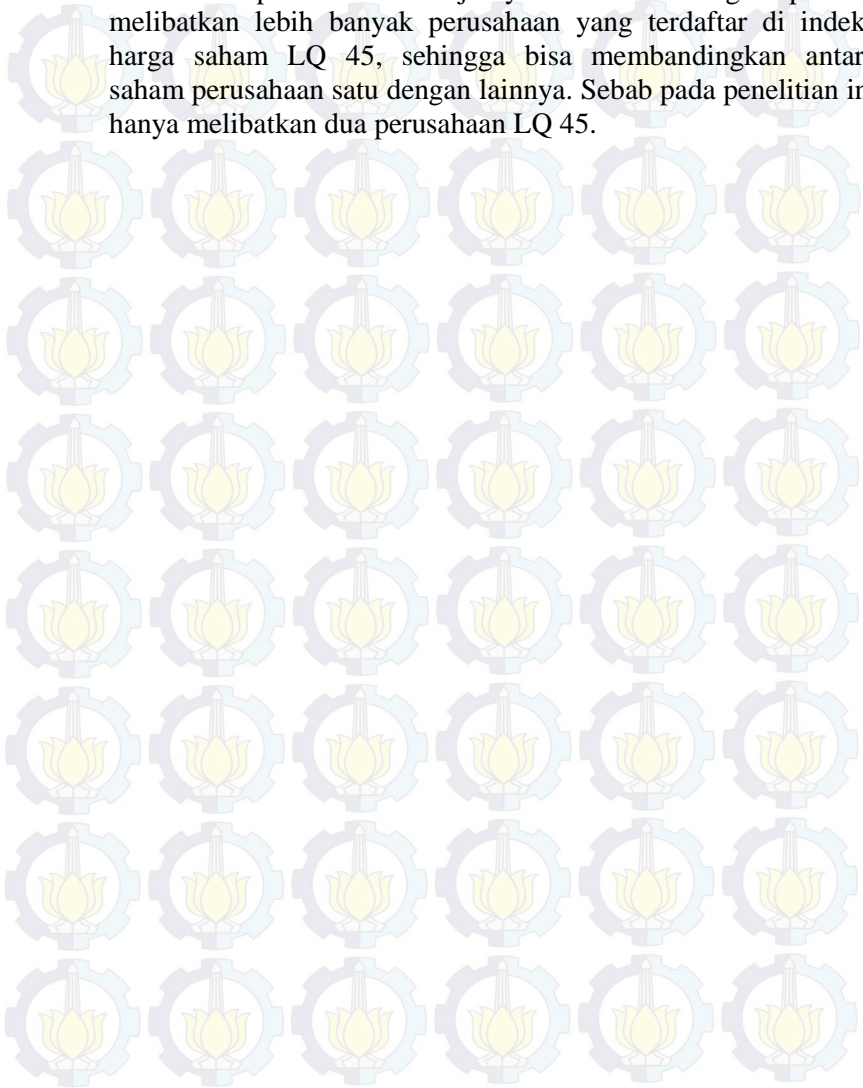 melibatkan lebih banyak perusahaan yang terdaftar di indek
harga saham LQ 45, sehingga bisa membandingkan antar
saham perusahaan satu dengan lainnya. Sebab pada penelitian in
hanya melibatkan dua perusahaan LQ 45.